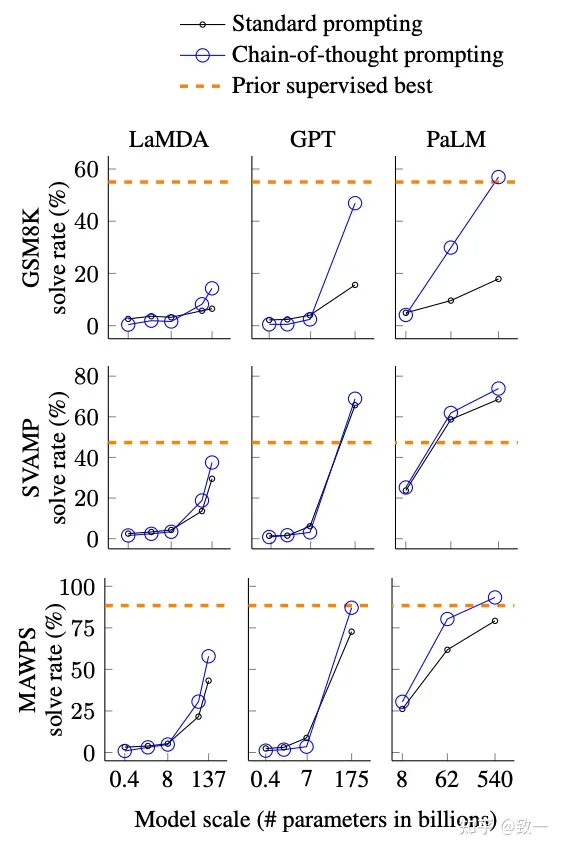 Standard prompting
Chain-of-thought prompting
Prior supervised best
LaMDA GPT PaLM
GSM8K
solve rate (%)
60
40
20
0
SVAMP
solve rate (%)
80
60
40
20
0
MAWPS
solve rate (%)
100
75
50
25
0
0.4 8 137 0.4 7 175 8 62 540
Model scale (# parameters in billions)
知乎 @致一